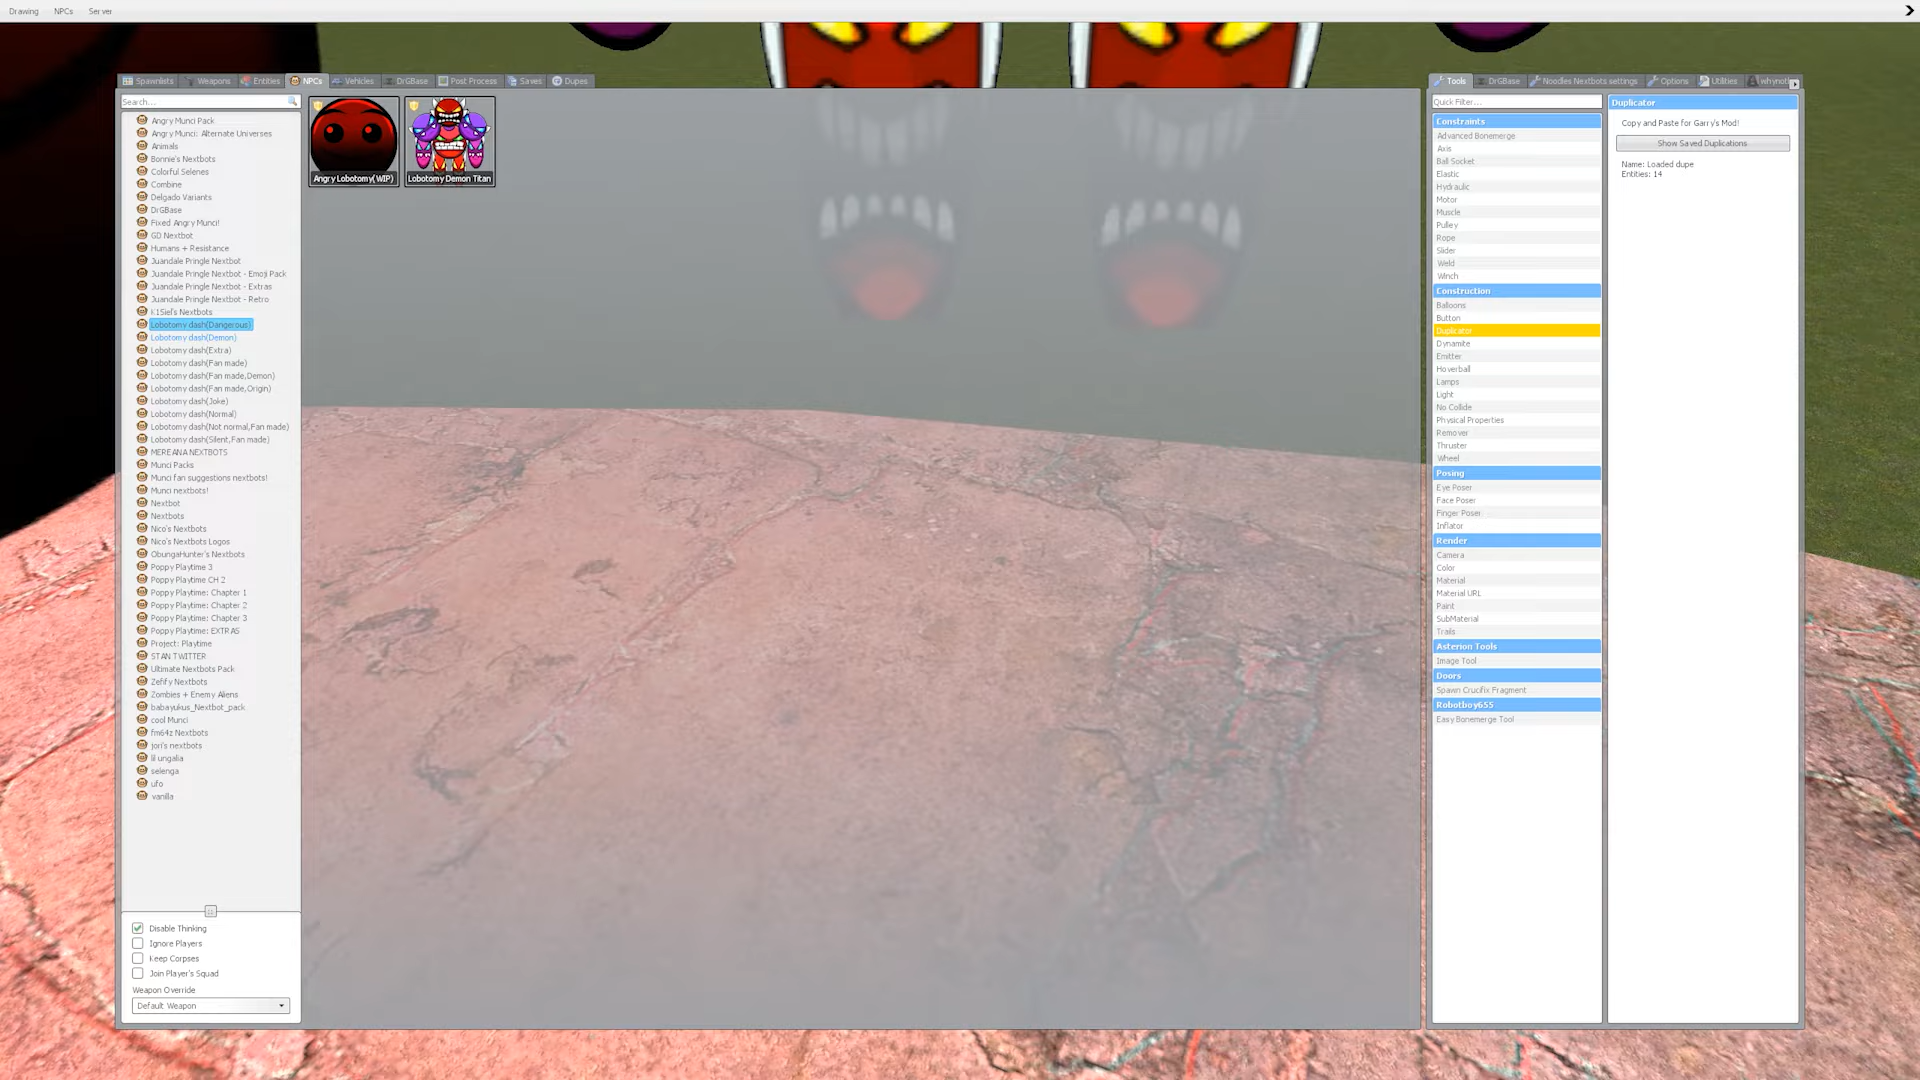 Drawing NPCs Server
Spawnlists Weapons Entities NPCs Vehicles DrGBase Post Process Saves Dupes
Search...
Angry Munci Pack
Angry Munci: Alternate Universes
Animals
Bonnie's Nextbots
Colorful Selenes
Combine
Delgado Variants
DrGBase
Fixed Angry Munci!
GD Nextbot
Humans + Resistance
Juandale Pringle Nextbot
Juandale Pringle Nextbot - Emoji Pack
Juandale Pringle Nextbot - Extras
Juandale Pringle Nextbot - Retro
K1Siel's Nextbots
Lobotomy dash(Dangerous)
Lobotomy dash(Demon)
Lobotomy dash(Extra)
Lobotomy dash(Fan made)
Lobotomy dash(Fan made,Demon)
Lobotomy dash(Fan made,Origin)
Lobotomy dash(Joke)
Lobotomy dash(Normal)
Lobotomy dash(Not normal,Fan made)
Lobotomy dash(Silent,Fan made)
MEREANA NEXTBOTS
Munci Packs
Munci fan suggestions nextbots!
Munci nextbots!
Nextbot
Nextbots
Nico's Nextbots
Nico's Nextbots Logos
ObungaHunter's Nextbots
Poppy Playtime 3
Poppy Playtime CH 2
Poppy Playtime: Chapter 1
Poppy Playtime: Chapter 2
Poppy Playtime: Chapter 3
Poppy Playtime: EXTRAS
Project: Playtime
STAN TWITTER
Ultimate Nextbots Pack
Zefify Nextbots
Zombies + Enemy Aliens
babayukus_Nextbot_pack
cool Munci
fm64z Nextbots
jori's nextbots
lil ungalia
selenga
ufo
vanilla
Disable Thinking
Ignore Players
Keep Corpses
Join Player's Squad
Weapon Override
Default Weapon
Angry Lobotomy(WIP) Lobotomy Demon Titan
Tools DrGBase Noodles Nextbots settings Options Utilities
Quick Filter...
Constraints
Advanced Bonemerge
Axis
Ball Socket
Elastic
Hydraulic
Motor
Muscle
Pulley
Rope
Slider
Weld
Winch
Construction
Balloons
Button
Duplicator
Dynamite
Emitter
Hoverball
Lamps
Light
No Collide
Physical Properties
Remover
Thruster
Wheel
Posing
Eye Poser
Face Poser
Finger Poser
Inflator
Render
Camera
Color
Material
Material URL
Paint
SubMaterial
Trails
Asterion Tools
Image Tool
Doors
Spawn Crucifix Fragment
Robotboy655
Easy Bonemerge Tool
Duplicator
Copy and Paste for Garry's Mod!
Show Saved Duplications
Name: Loaded dupe
Entities: 14